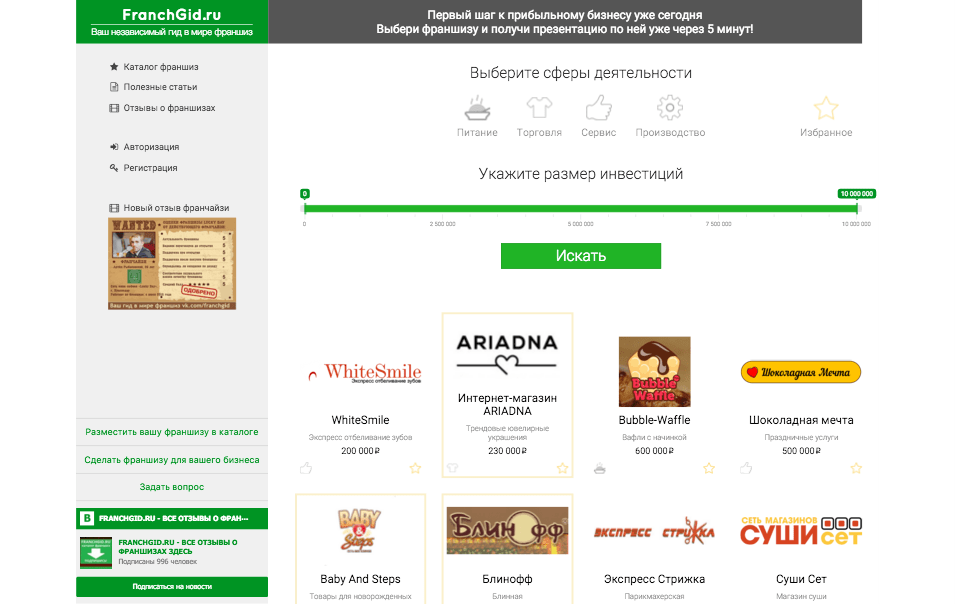 FranchGid.ru
Ваш независимый гид в мире франшиз
Первый шаг к прибыльному бизнесу уже сегодня
Выбери франшизу и получи презентацию по ней уже через 5 минут!
Каталог франшиз
Полезные статьи
Отзывы о франшизах
Авторизация
Регистрация
Новый отзыв франчайзи
WANTED
ОДОБРЕНО
Ваш гид в мире франшиз vk.com/franchgid
Разместить вашу франшизу в каталоге
Сделать франшизу для вашего бизнеса
Задать вопрос
В FRANCHGID.RU - ВСЕ ОТЗЫВЫ О ФРАН···
FRANCHGID.RU - ВСЕ ОТЗЫВЫ О
ФРАНШИЗАХ ЗДЕСЬ
Подписаны 996 человек
Подписаться на новости
Выберите сферы деятельности
Питание
Торговля
Сервис
Производство
Избранное
Укажите размер инвестиций
0
10 000 000
0
2 500 000
5 000 000
7 500 000
10 000 000
Искать
WhiteSmile
Экспресс отбеливание зубов
WhiteSmile
Экспресс отбеливание зубов
200 000₽
ARIADNA
Интернет-магазин
ARIADNA
Трендовые ювелирные
украшения
230 000₽
Bubble
Waffle
Bubble-Waffle
Вафли с начинкой
600 000₽
Шоколадная Мечта
Шоколадная мечта
Праздничные услуги
500 000₽
BABY
&
Steps
Baby And Steps
Товары для новорожденных
БЛИНОФФ
Блинофф
Блинная
ЭКСПРЕСС СТРИЖКА
Экспресс Стрижка
Парикмахерская
СЕТЬ МАГАЗИНОВ
СУШИ СЕТ
Суши Сет
Магазин суши